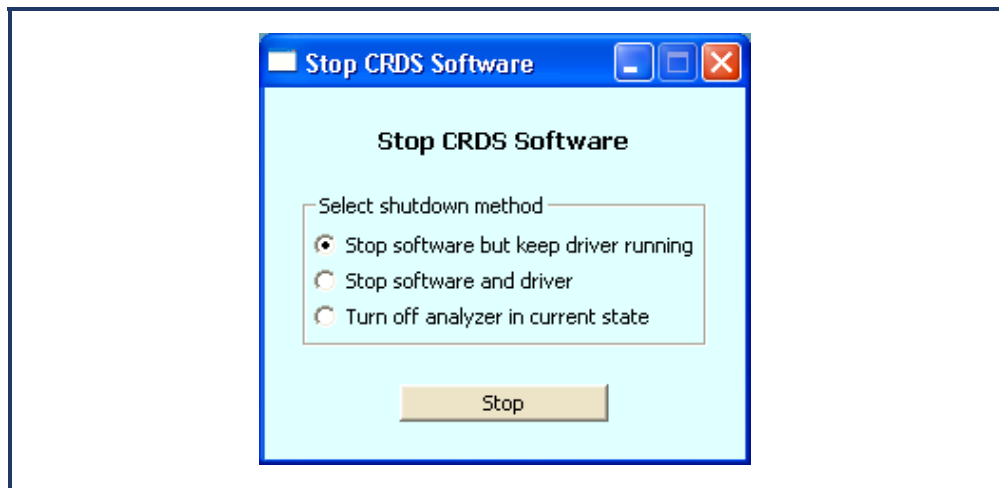 Stop CRDS Software
Stop CRDS Software
Select shutdown method
Stop software but keep driver running
Stop software and driver
Turn off analyzer in current state
Stop